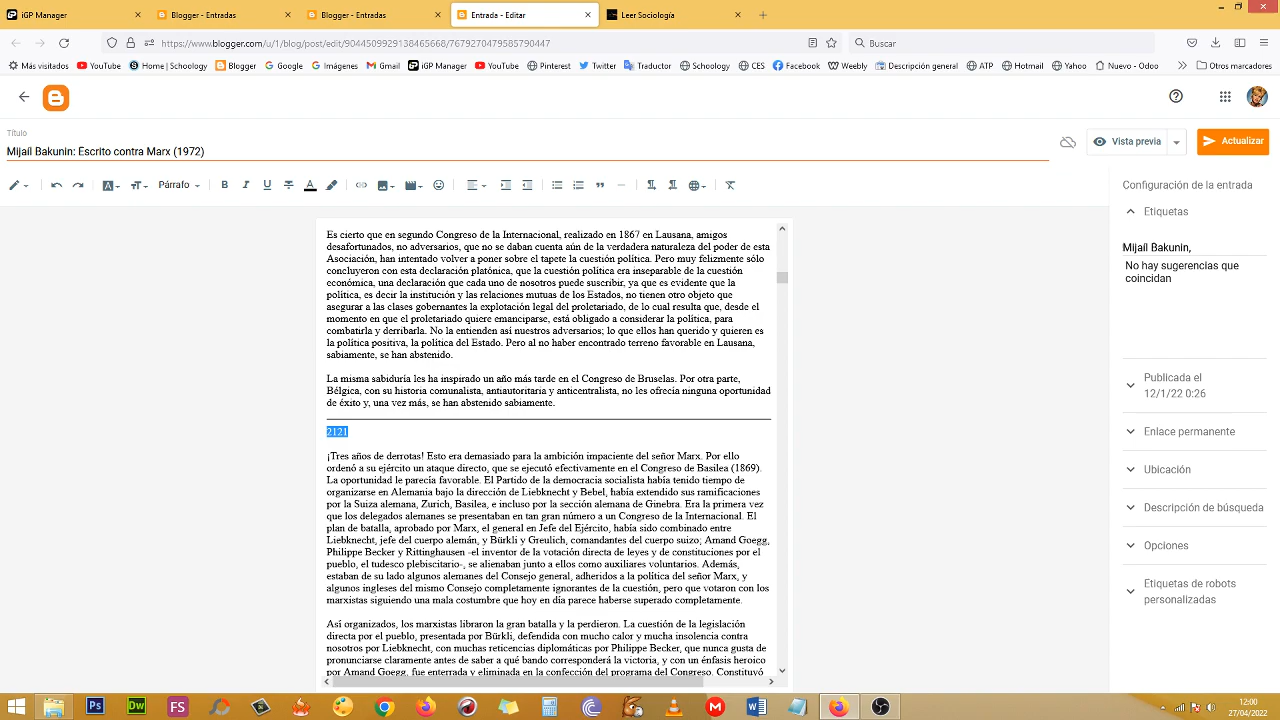 iGP Manager
Blogger - Entradas
Blogger - Entradas
Entrada - Editar
Leer Sociología
https://www.blogger.com/u/1/blog/post/edit/9044509929138465668/7679270479585790447
Buscar
Más visitados YouTube Home | Schoology Blogger Google Imágenes Gmail iGP Manager YouTube Pinterest Twitter Traductor Schoology CES Facebook Weebly Descripción general ATP Hotmail Yahoo Nuevo - Odoo Otros marcadores
Título
Mijaíl Bakunin: Escrito contra Marx (1972)
Vista previa
Actualizar
Párrafo
Configuración de la entrada
Etiquetas
Mijaíl Bakunin,
No hay sugerencias que
coincidan
Publicada el
12/1/22 0:26
Enlace permanente
Ubicación
Descripción de búsqueda
Opciones
Etiquetas de robots
personalizadas
Es cierto que en segundo Congreso de la Internacional, realizado en 1867 en Lausana, amigos
desafortunados, no adversarios, que no se daban cuenta aún de la verdadera naturaleza del poder de esta
Asociación, han intentado volver a poner sobre el tapete la cuestión política. Pero muy felizmente sólo
concluyeron con esta declaración platónica, que la cuestión política era inseparable de la cuestión
económica, una declaración que cada uno de nosotros puede suscribir, ya que es evidente que la
política, es decir la institución y las relaciones mutuas de los Estados, no tienen otro objeto que
asegurar a las clases gobernantes la explotación legal del proletariado, de lo cual resulta que, desde el
momento en que el proletariado quiere emanciparse, está obligado a considerar la política, para
combatirla y derribarla. No la entienden así nuestros adversarios; lo que ellos han querido y quieren es
la política positiva, la política del Estado. Pero al no haber encontrado terreno favorable en Lausana,
sabiamente, se han abstenido.
La misma sabiduría les ha inspirado un año más tarde en el Congreso de Bruselas. Por otra parte,
Bélgica, con su historia comunalista, antiautoritaria y anticentralista, no les ofrecía ninguna oportunidad
de éxito y, una vez más, se han abstenido sabiamente.
2121
¡Tres años de derrotas! Esto era demasiado para la ambición impaciente del señor Marx. Por ello
ordenó a su ejército un ataque directo, que se ejecutó efectivamente en el Congreso de Basilea (1869).
La oportunidad le parecía favorable. El Partido de la democracia socialista había tenido tiempo de
organizarse en Alemania bajo la dirección de Liebknecht y Bebel, había extendido sus ramificaciones
por la Suiza alemana, Zurich, Basilea, e incluso por la sección alemana de Ginebra. Era la primera vez
que los delegados alemanes se presentaban en tan gran número a un Congreso de la Internacional. El
plan de batalla, aprobado por Marx, el general en Jefe del Ejército, había sido combinado entre
Liebknecht, jefe del cuerpo alemán, y Bürkli y Greulich, comandantes del cuerpo suizo; Amand Goegg,
Philippe Becker y Rittinghausen -el inventor de la votación directa de leyes y de constituciones por el
pueblo, el tudesco plebiscitario-, se alienaban junto a ellos como auxiliares voluntarios. Además,
estaban de su lado algunos alemanes del Consejo general, adheridos a la política del señor Marx, y
algunos ingleses del mismo Consejo completamente ignorantes de la cuestión, pero que votaron con los
marxistas siguiendo una mala costumbre que hoy en día parece haberse superado completamente.
Así organizados, los marxistas libraron la gran batalla y la perdieron. La cuestión de la legislación
directa por el pueblo, presentada por Bürkli, defendida con mucho calor y mucha insolencia contra
nosotros por Liebknecht, con muchas reticencias diplomáticas por Philippe Becker, que nunca gusta de
pronunciarse claramente antes de saber a qué bando corresponderá la victoria, y con un énfasis heroico
por Amand Goegg, fue enterrada y eliminada en la confección del programa del Congreso. Constituyó
12:00
27/04/2022